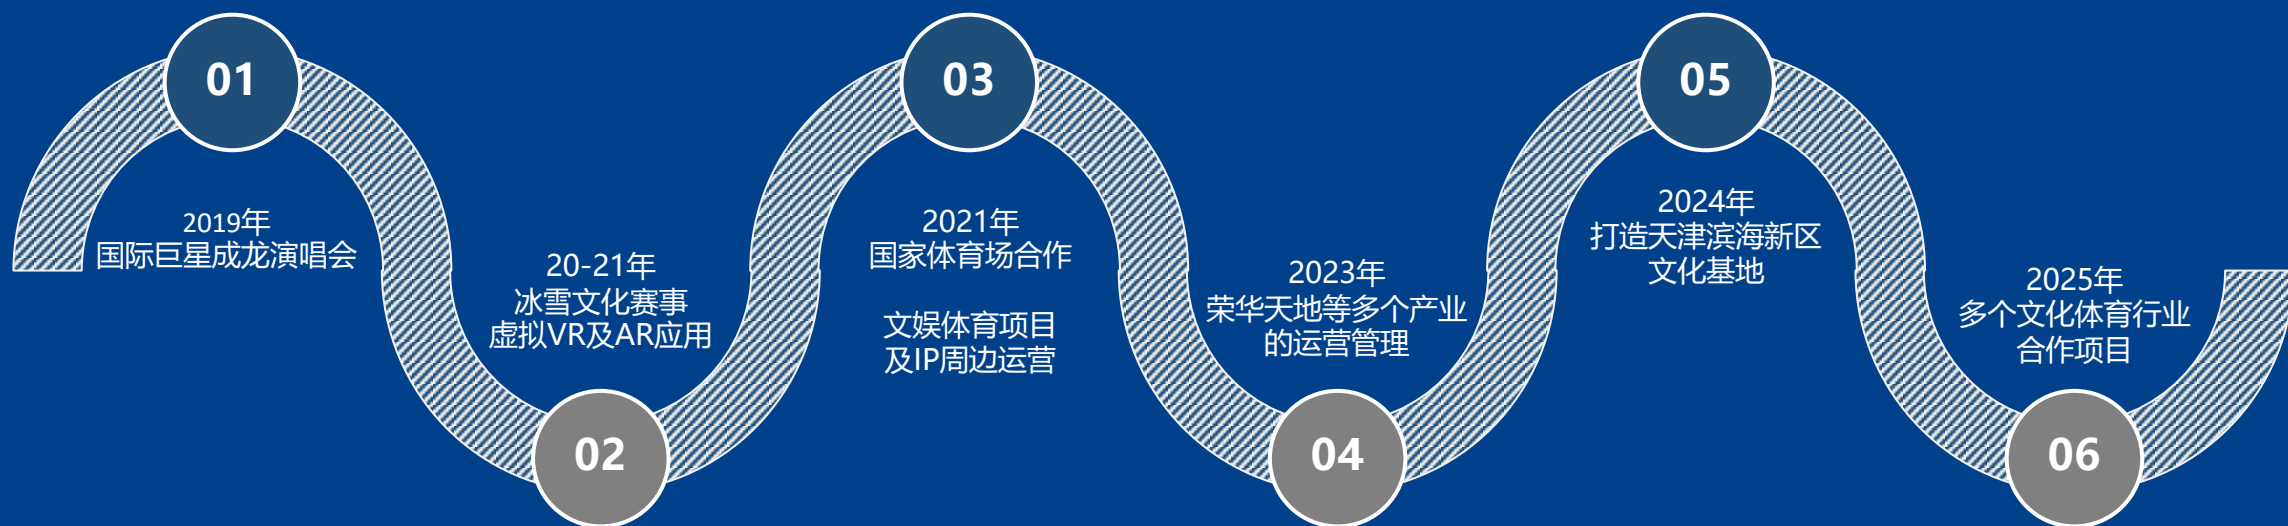 01
2019年
国际巨星成龙演唱会
02
20-21年
冰雪文化赛事
虚拟VR及AR应用
03
2021年
国家体育场合作
文娱体育项目
及IP周边运营
04
2023年
荣华天地等多个产业
的运营管理
05
2024年
打造天津滨海新区
文化基地
06
2025年
多个文化体育行业
合作项目